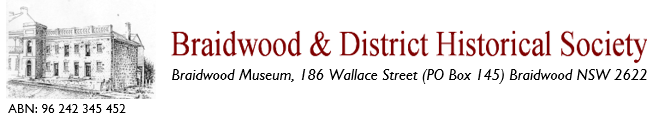 Braidwood & District Historical Society
Braidwood Museum, 186 Wallace Street (PO Box 145) Braidwood NSW 2622
ABN: 96 242 345 452